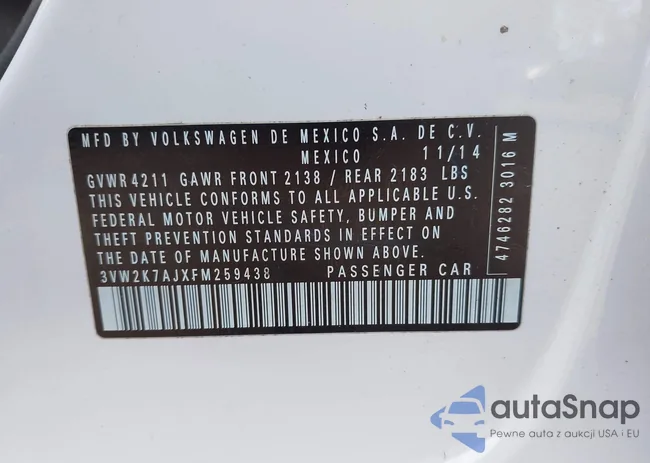 MFD BY VOLKSWAGEN DE MEXICO S.A. DE C.V.
MEXICO 11/14
GVWR 4211 GAWR FRONT 2138 / REAR 2183 LBS
THIS VEHICLE CONFORMS TO ALL APPLICABLE U.S.
FEDERAL MOTOR VEHICLE SAFETY, BUMPER AND
THEFT PREVENTION STANDARDS IN EFFECT ON
THE DATE OF MANUFACTURE SHOWN ABOVE.
3VW2K7AJXFM259438 PASSENGER CAR
4746282 3016 M
autaSnap
Pewne auta z aukcji USA i EU